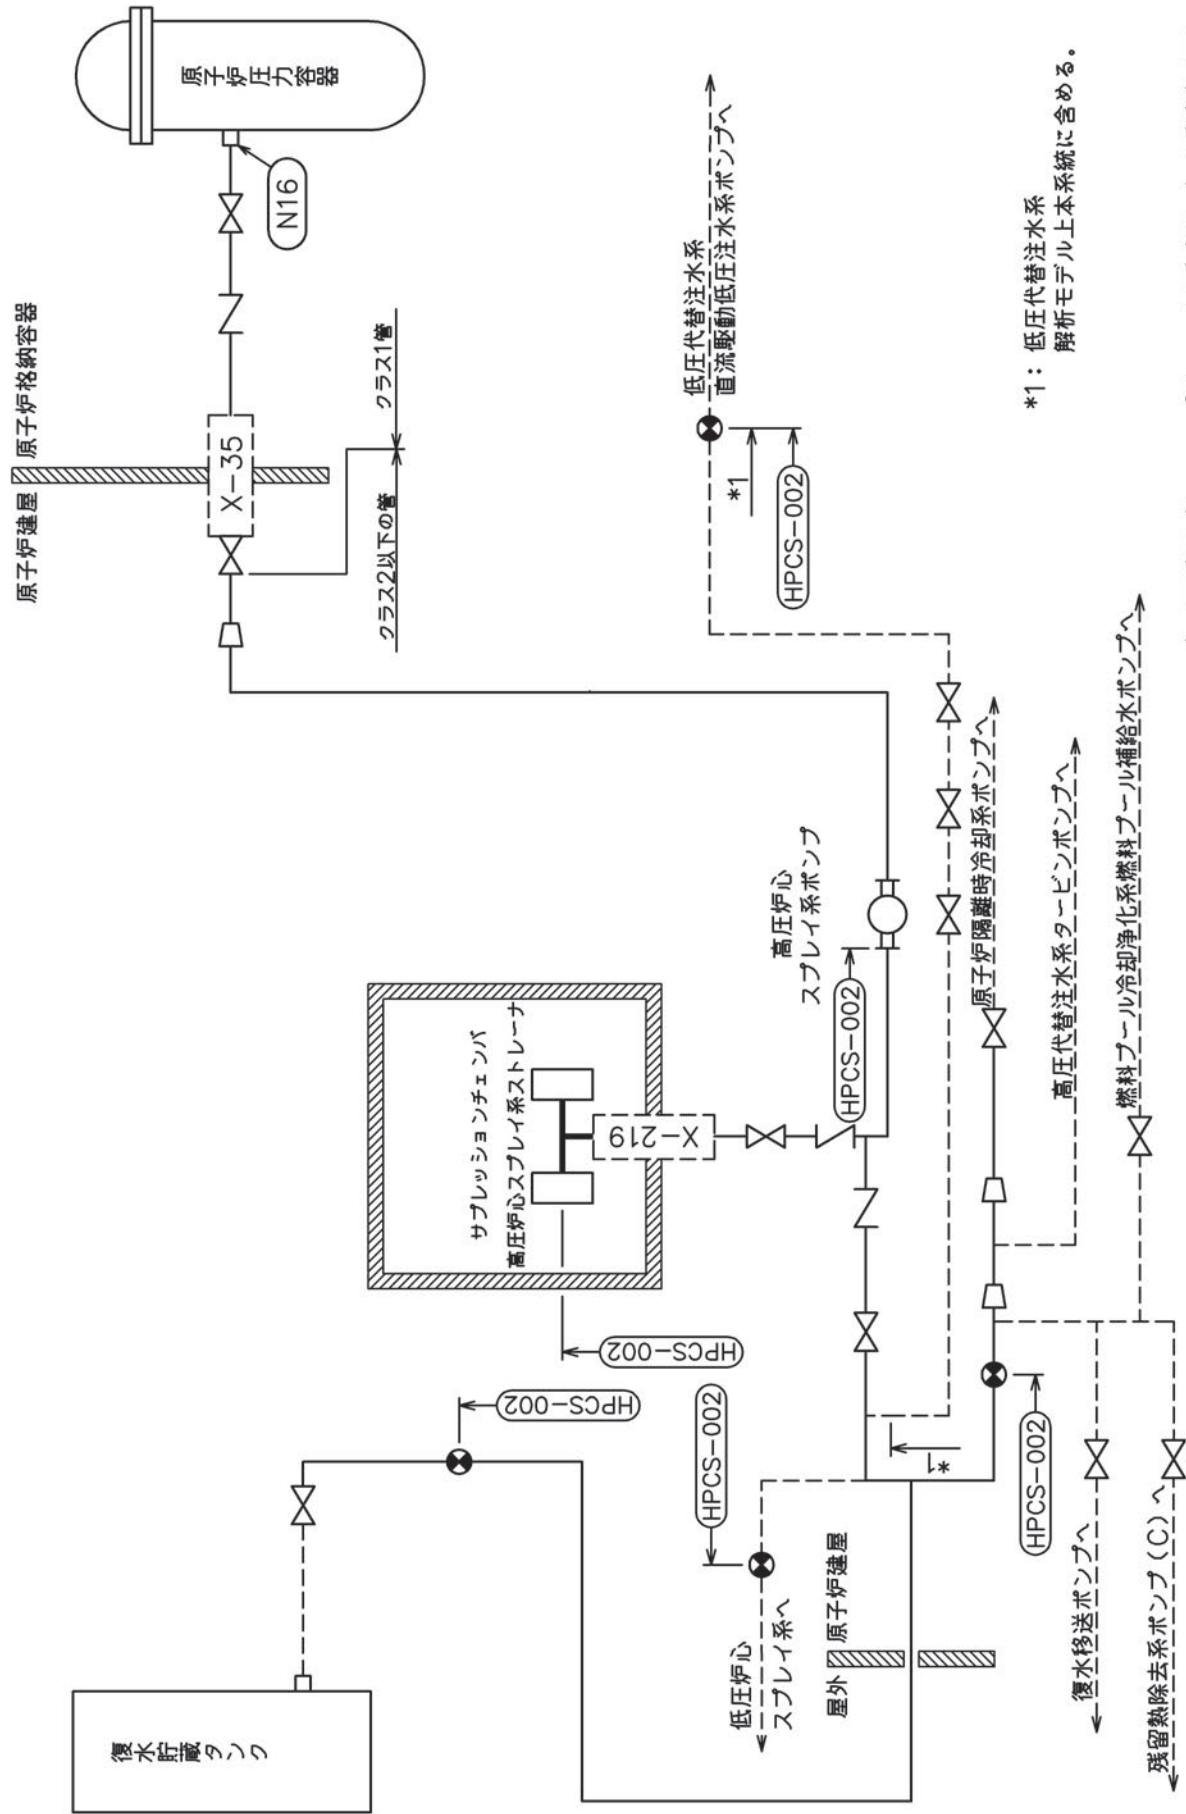 原子炉圧力容器
N16
原子炉格納容器
原子炉建屋
X-35
クラス1管
クラス2以下の管
低圧代替注水系
直流駆動低圧注水系ポンプへ
*1
HPCS-002
*1: 低圧代替注水系
解析モデル上本系統に含める。
サプレッションチェンバ
高圧炉心スプレイ系ストレーナ
X-219
HPCS-002
高圧炉心
スプレイ系ポンプ
HPCS-002
原子炉隔離時冷却系ポンプへ
高圧代替注水系タービンポンプへ
燃料プール冷却浄化系燃料プール補給水ポンプへ
HPCS-002
HPCS-002
*1
HPCS-002
復水貯蔵タンク
低圧炉心
スプレイ系へ
屋外
原子炉建屋
復水移送ポンプへ
残留熱除去系ポンプ(C)へ